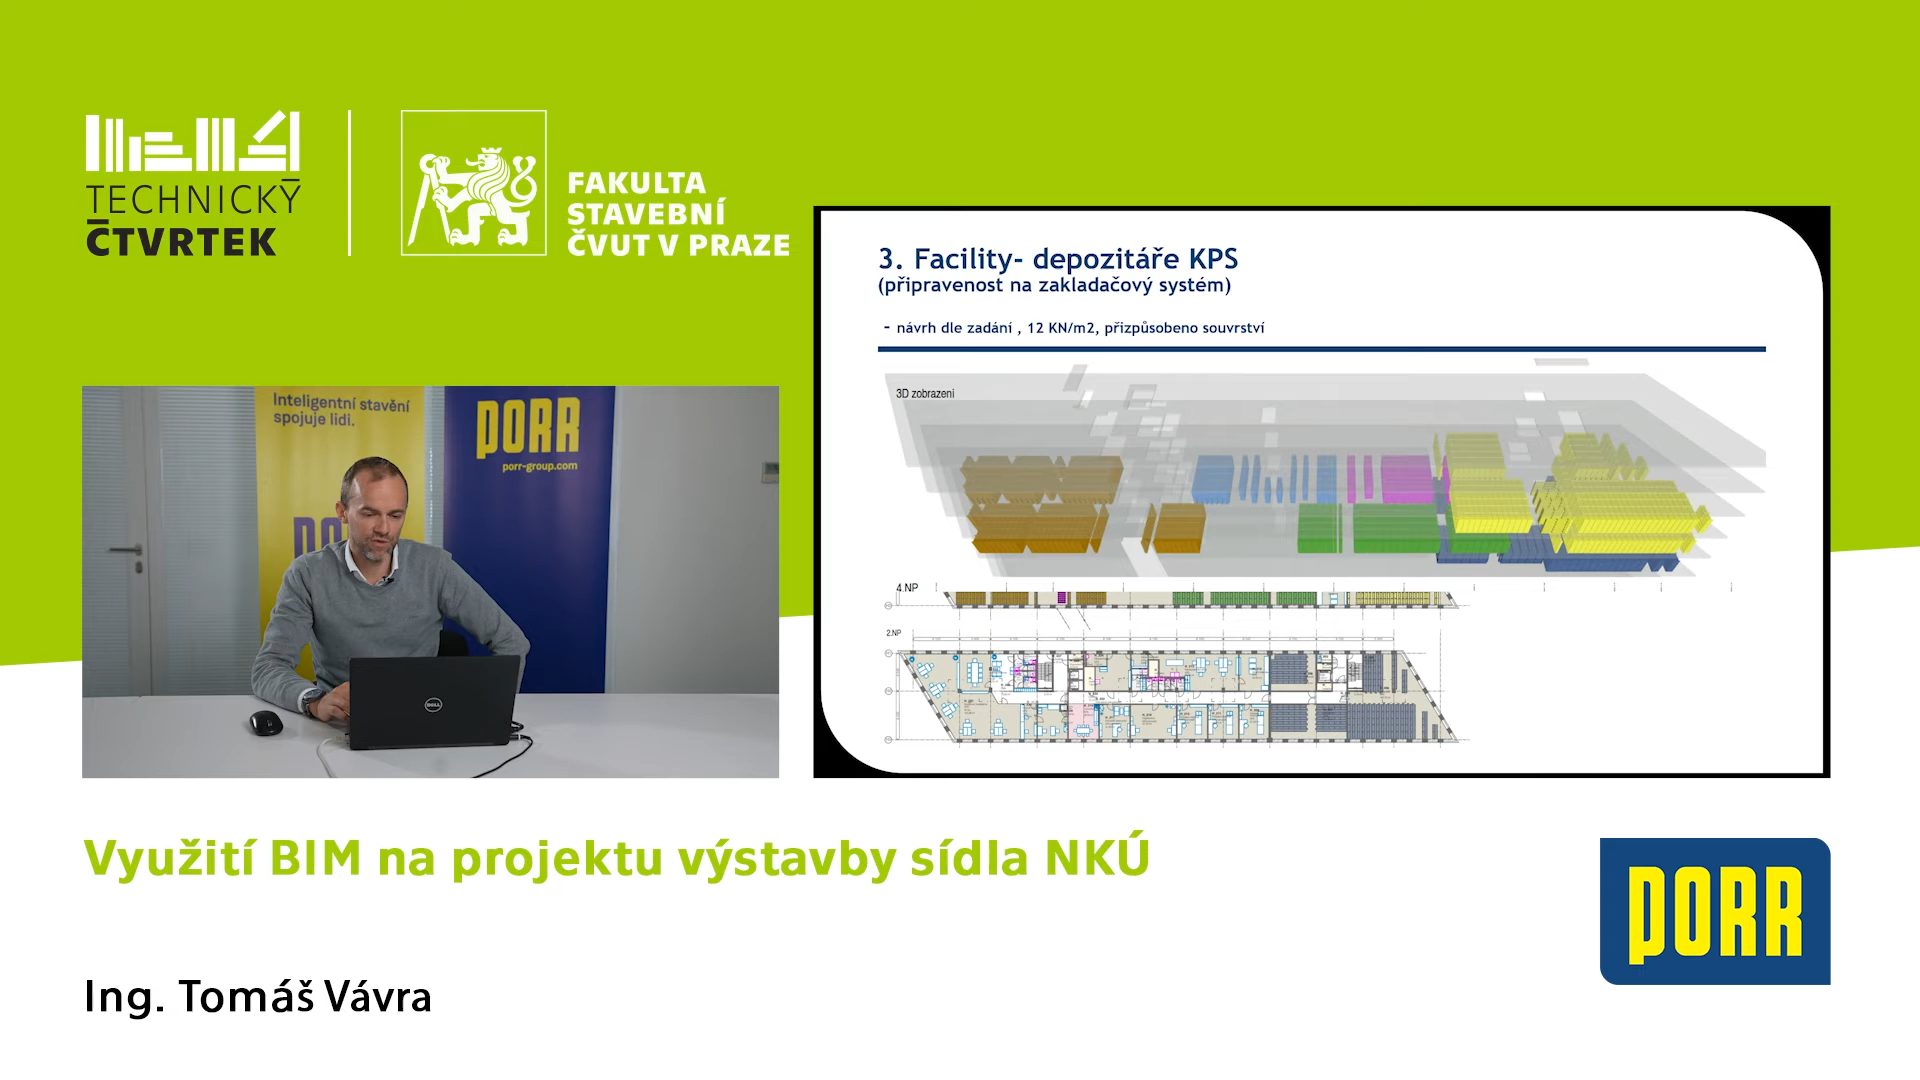 TECHNICKÝ
ČTVRTEK
FAKULTA
STAVEBNÍ
ČVUT V PRAZE
3. Facility- depozitáře KPS
(připravenost na zakladačový systém)
- návrh dle zadání , 12 KN/m2, přizpůsobeno souvrství
3D zobrazení
4.NP
2.NP
Inteligentní stavění
spojuje lidi.
PORR
porr-group.com
DELL
Využití BIM na projektu výstavby sídla NKÚ
Ing. Tomáš Vávra
PORR